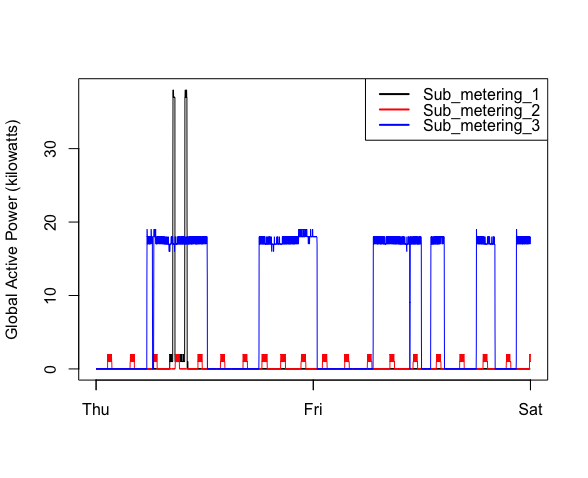 Sub_metering_1
Sub_metering_2
Sub_metering_3
Global Active Power (kilowatts)
30
20
10
0
Thu Fri Sat